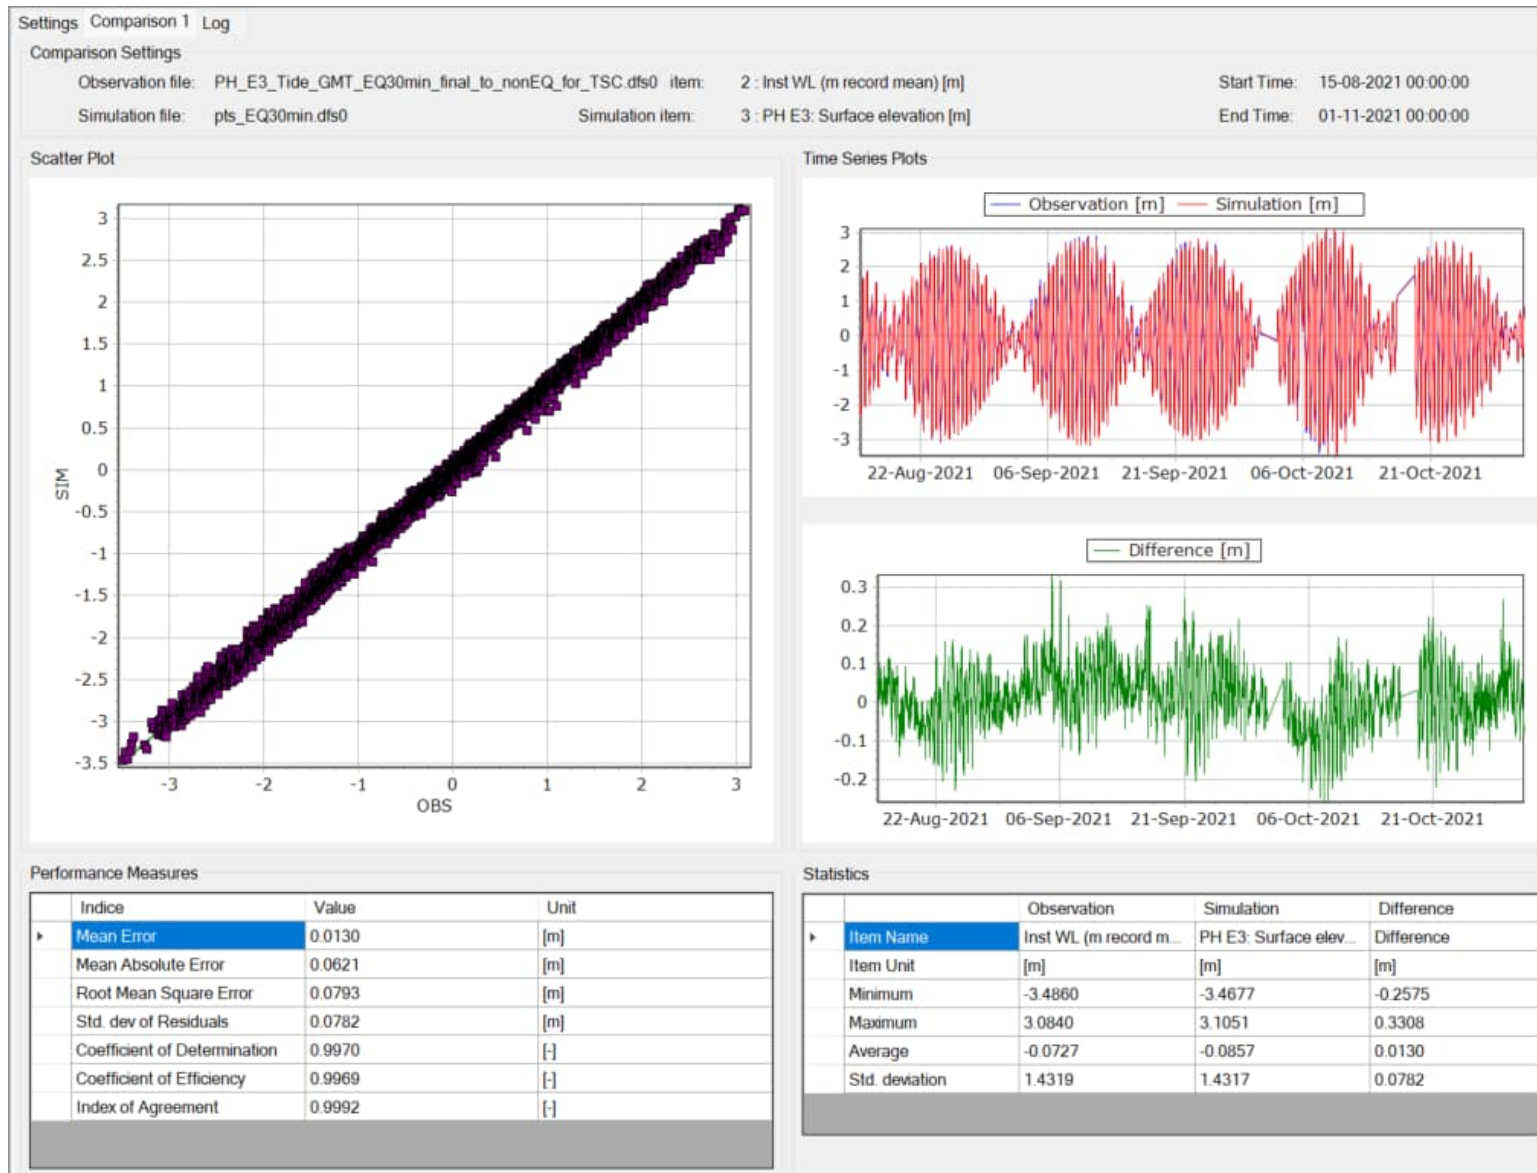 Settings Comparison 1 Log
Comparison Settings
Observation file: PH_E3_Tide_GMT_EQ30min_final_to_nonEQ_for_TSC.dfs0 item: 2 : Inst WL (m record mean) [m] Start Time: 15-08-2021 00:00:00
Simulation file: pts_EQ30min.dfs0 Simulation item: 3 : PH E3: Surface elevation [m] End Time: 01-11-2021 00:00:00
Scatter Plot
3
2.5
2
1.5
1
0.5
0
-0.5
-1
-1.5
-2
-2.5
-3
-3.5
SIM
-3 -2 -1 0 1 2 3
OBS
Time Series Plots
Observation [m] Simulation [m]
3
2
1
0
-1
-2
-3
22-Aug-2021 06-Sep-2021 21-Sep-2021 06-Oct-2021 21-Oct-2021
Difference [m]
0.3
0.2
0.1
0
-0.1
-0.2
22-Aug-2021 06-Sep-2021 21-Sep-2021 06-Oct-2021 21-Oct-2021
Performance Measures
Indice Value Unit
Mean Error 0.0130 [m]
Mean Absolute Error 0.0621 [m]
Root Mean Square Error 0.0793 [m]
Std. dev of Residuals 0.0782 [m]
Coefficient of Determination 0.9970 [-]
Coefficient of Efficiency 0.9969 [-]
Index of Agreement 0.9992 [-]
Statistics
Observation Simulation Difference
Item Name Inst WL (m record m... PH E3: Surface elev... Difference
Item Unit [m] [m] [m]
Minimum -3.4860 -3.4677 -0.2575
Maximum 3.0840 3.1051 0.3308
Average -0.0727 -0.0857 0.0130
Std. deviation 1.4319 1.4317 0.0782